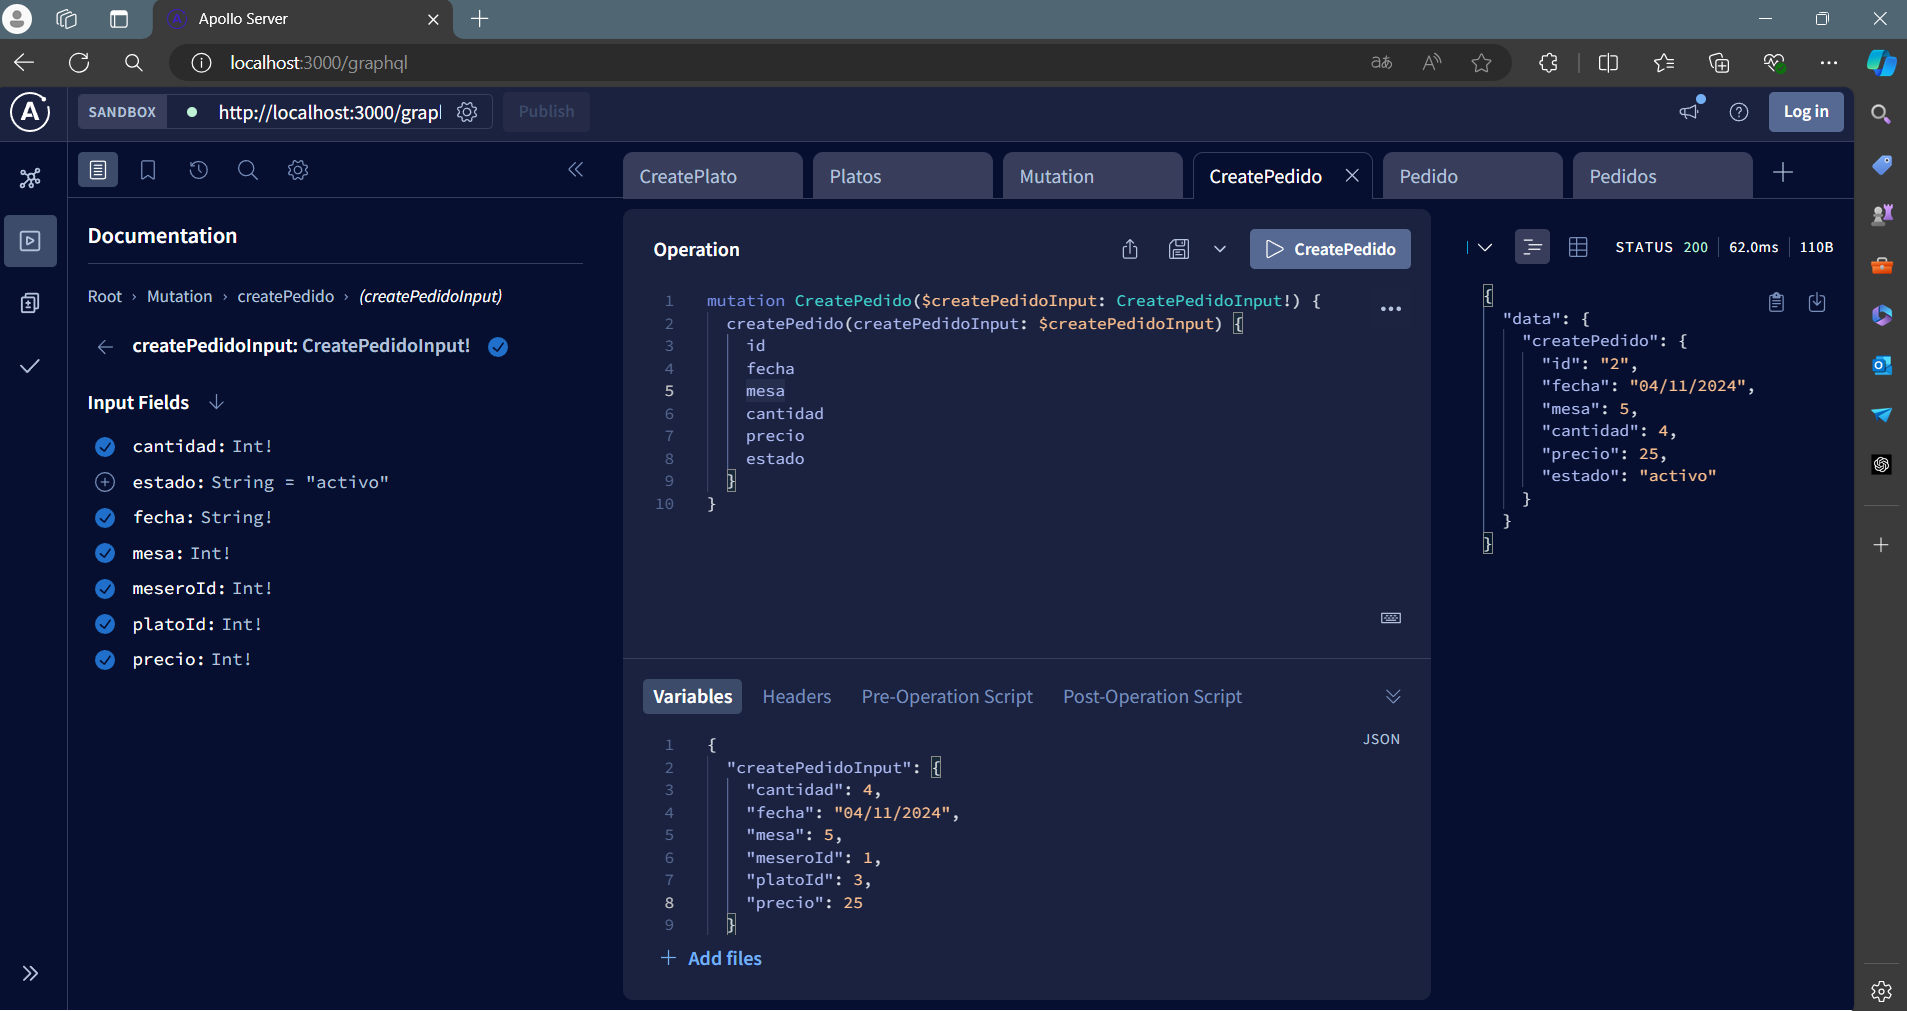 Apollo Server
localhost:3000/graphql
SANDBOX
http://localhost:3000/grapl
Publish
Log in
CreatePlato
Platos
Mutation
CreatePedido
Pedido
Pedidos
Documentation
Root › Mutation › createPedido › (createPedidoInput)
createPedidoInput: CreatePedidoInput!
Input Fields
cantidad: Int!
estado: String = "activo"
fecha: String!
mesa: Int!
meseroId: Int!
platoId: Int!
precio: Int!
Operation
CreatePedido
1 mutation CreatePedido($createPedidoInput: CreatePedidoInput!) {
2 createPedido(createPedidoInput: $createPedidoInput) {
3 id
4 fecha
5 mesa
6 cantidad
7 precio
8 estado
9 }
10 }
Variables
Headers
Pre-Operation Script
Post-Operation Script
JSON
1 {
2 "createPedidoInput": {
3 "cantidad": 4,
4 "fecha": "04/11/2024",
5 "mesa": 5,
6 "meseroId": 1,
7 "platoId": 3,
8 "precio": 25
9 }
+ Add files
STATUS 200
62.0ms
110B
{
"data": {
"createPedido": {
"id": "2",
"fecha": "04/11/2024",
"mesa": 5,
"cantidad": 4,
"precio": 25,
"estado": "activo"
}
}
}